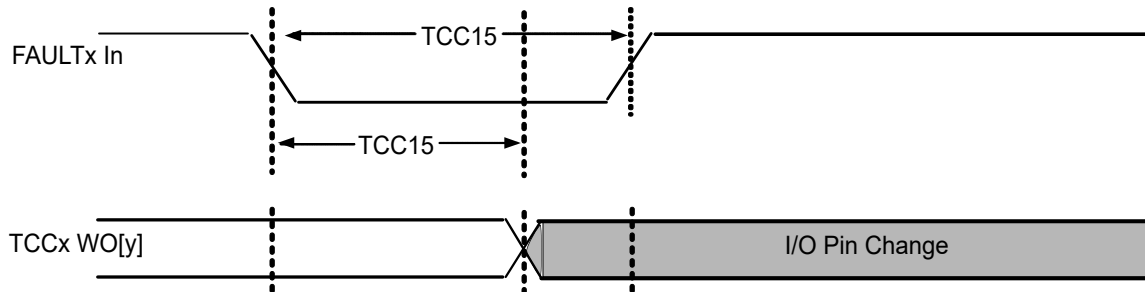 TCC15
FAULTx In
TCC15
TCCx WO[y]
I/O Pin Change